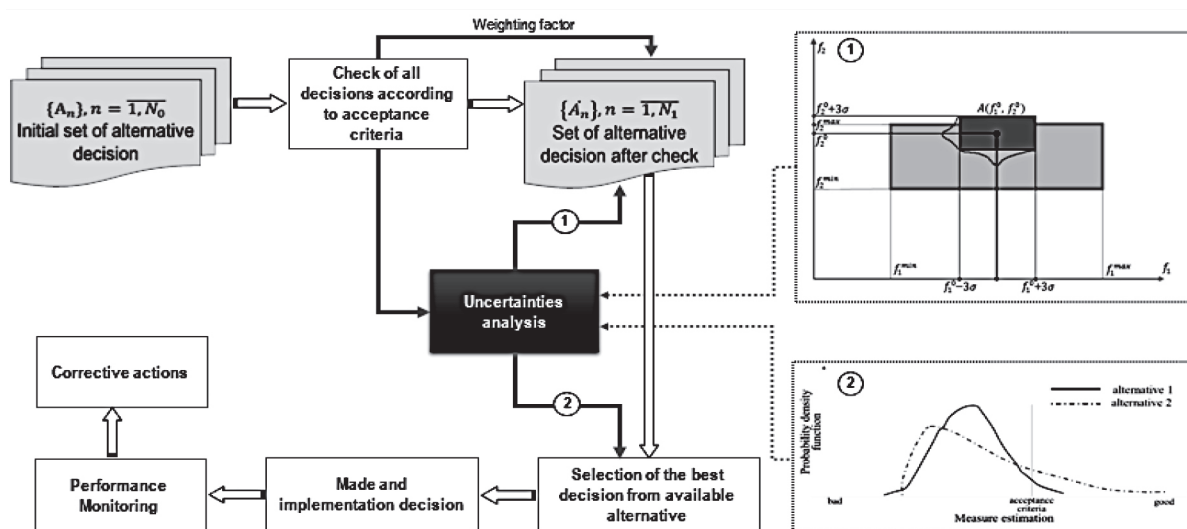 Weighting factor
{Aₙ}, n = 1, N₀
Initial set of alternative
decision
Check of all
decisions according
to acceptance
criteria
{A′ₙ}, n = 1, N₁
Set of alternative
decision after check
1
Uncertainties
analysis
2
Corrective actions
Performance
Monitoring
Made and
implementation decision
Selection of the best
decision from available
alternative
1
f₂
A(f₁⁰, f₂⁰)
f₂⁰+3σ
f₂ᵐᵃˣ
f₂⁰
f₂ᵐⁱⁿ
f₁ᵐⁱⁿ
f₁ᵐᵃˣ
f₁
f₁⁰−3σ
f₁⁰+3σ
2
alternative 1
alternative 2
Probability density
function
bad
acceptance
criteria
good
Measure estimation